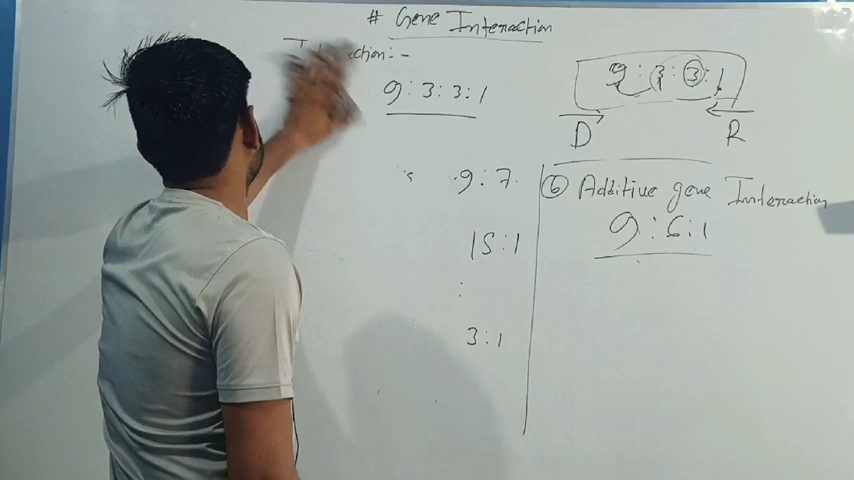 # Gene Interaction
9:3:3:1
9:7.
15:1
:
3:1
9:3:3:1
D R
⑥ Additive gene Interaction
9:6:1